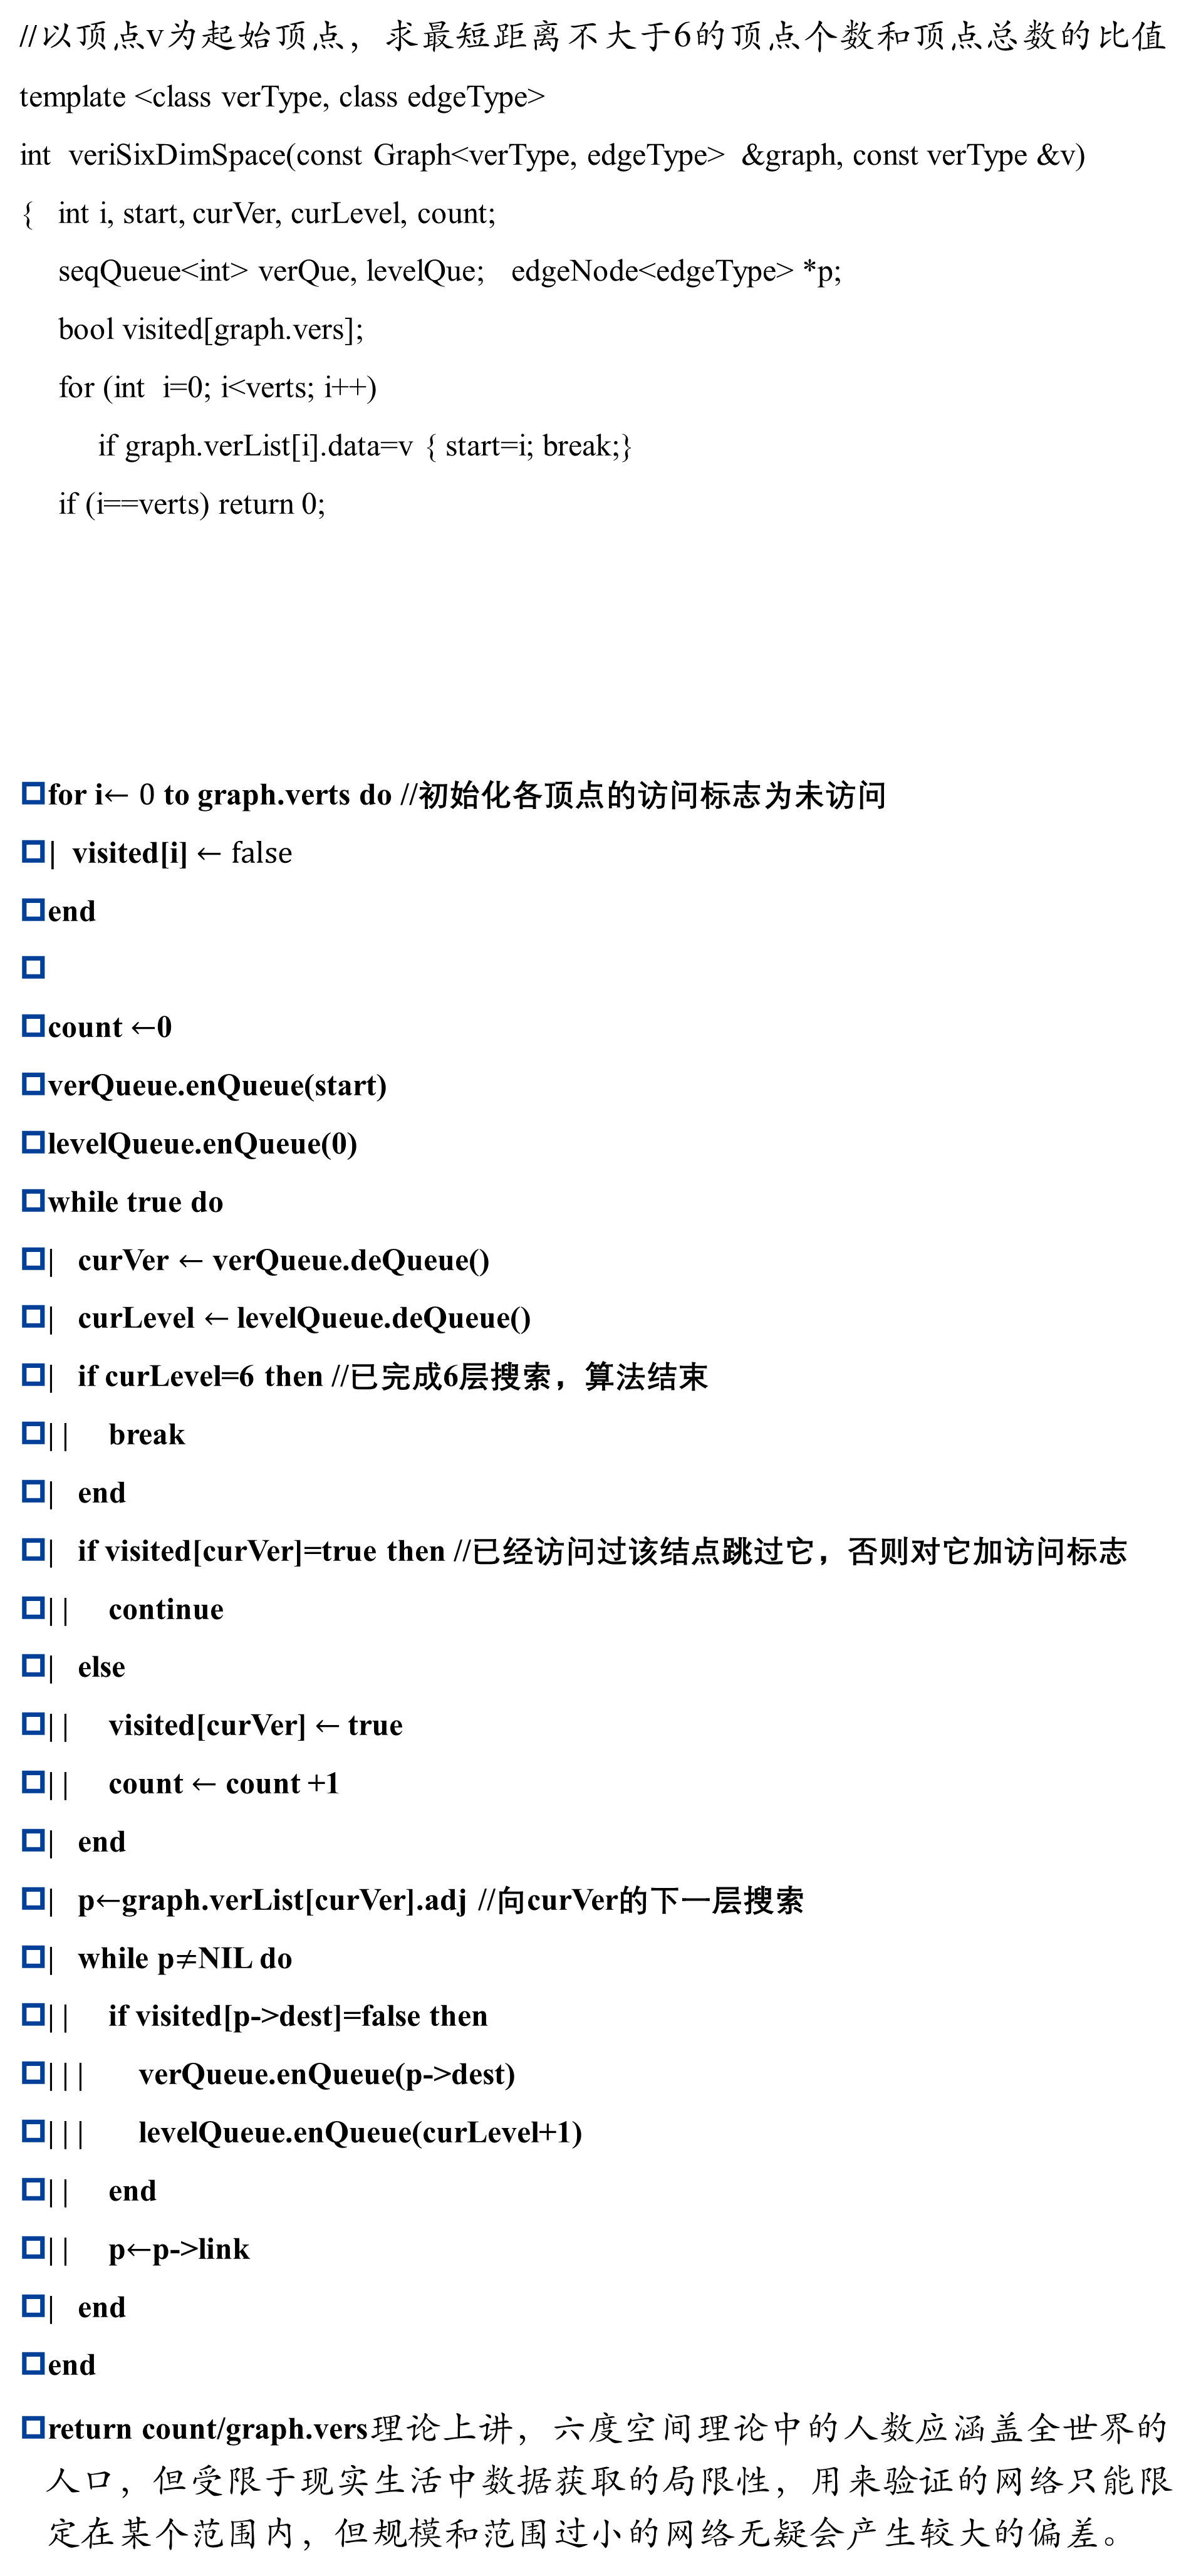 //以顶点v为起始顶点，求最短距离不大于6的顶点个数和顶点总数的比值
template <class verType, class edgeType>
int veriSixDimSpace(const Graph<verType, edgeType> &graph, const verType &v)
{ int i, start, curVer, curLevel, count;
seqQueue<int> verQue, levelQue; edgeNode<edgeType> *p;
bool visited[graph.vers];
for (int i=0; i<verts; i++)
if graph.verList[i].data=v { start=i; break;}
if (i==verts) return 0;
for i← 0 to graph.verts do //初始化各顶点的访问标志为未访问
| visited[i] ← false
end
count ←0
verQueue.enQueue(start)
levelQueue.enQueue(0)
while true do
| curVer ← verQueue.deQueue()
| curLevel ← levelQueue.deQueue()
| if curLevel=6 then //已完成6层搜索，算法结束
| | break
| end
| if visited[curVer]=true then //已经访问过该结点跳过它，否则对它加访问标志
| | continue
| else
| | visited[curVer] ← true
| | count ← count +1
| end
| p←graph.verList[curVer].adj //向curVer的下一层搜索
| while p≠NIL do
| | if visited[p->dest]=false then
| | | verQueue.enQueue(p->dest)
| | | levelQueue.enQueue(curLevel+1)
| | end
| | p←p->link
| end
end
return count/graph.vers理论上讲，六度空间理论中的人数应涵盖全世界的
人口，但受限于现实生活中数据获取的局限性，用来验证的网络只能限
定在某个范围内，但规模和范围过小的网络无疑会产生较大的偏差。